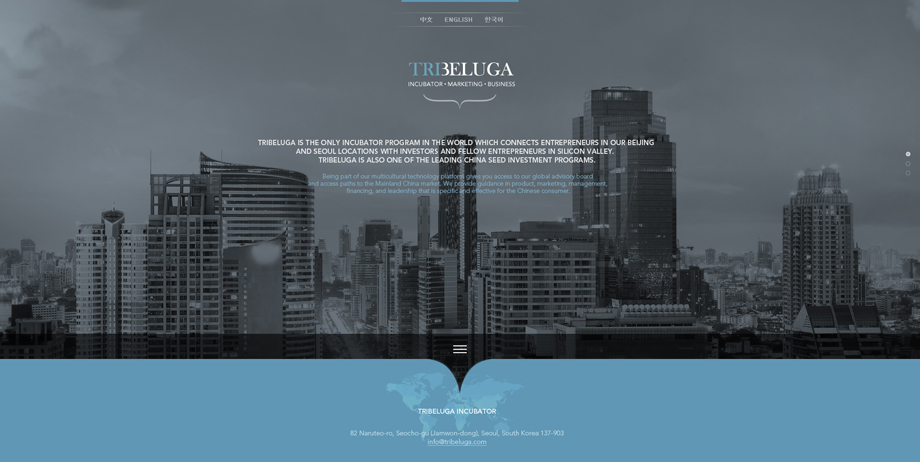 中文 ENGLISH 한국어
TRIBELUGA
INCUBATOR • MARKETING • BUSINESS
TRIBELUGA IS THE ONLY INCUBATOR PROGRAM IN THE WORLD WHICH CONNECTS ENTREPRENEURS IN OUR BEIJING
AND SEOUL LOCATIONS WITH INVESTORS AND FELLOW ENTREPRENEURS IN SILICON VALLEY.
TRIBELUGA IS ALSO ONE OF THE LEADING CHINA SEED INVESTMENT PROGRAMS.
Being part of our multicultural technology platform gives you access to our global advisory board
and access paths to the Mainland China market. We provide guidance in product, marketing, management,
financing, and leadership that is specific and effective for the Chinese consumer.
TRIBELUGA INCUBATOR
82 Naruteo-ro, Seocho-gu (Jamwon-dong), Seoul, South Korea 137-903
info@tribeluga.com